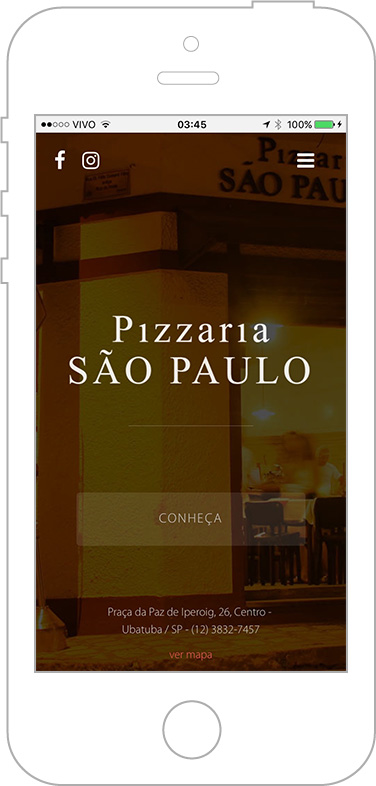 VIVO
03:45
100%
Pizzar
SÃO PAU
Pızzarıa
SÃO PAULO
CONHEÇA
Praça da Paz de Iperoig, 26, Centro -
Ubatuba / SP - (12) 3832-7457
ver mapa